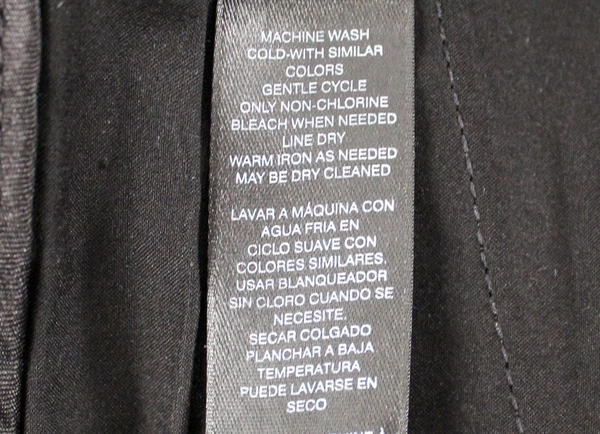 MACHINE WASH
COLD-WITH SIMILAR
COLORS
GENTLE CYCLE
ONLY NON-CHLORINE
BLEACH WHEN NEEDED
LINE DRY
WARM IRON AS NEEDED
MAY BE DRY CLEANED
LAVAR A MÁQUINA CON
AGUA FRIA EN
CICLO SUAVE CON
COLORES SIMILARES.
USAR BLANQUEADOR
SIN CLORO CUANDO SE
NECESITE.
SECAR COLGADO
PLANCHAR A BAJA
TEMPERATURA
PUEDE LAVARSE EN
SECO